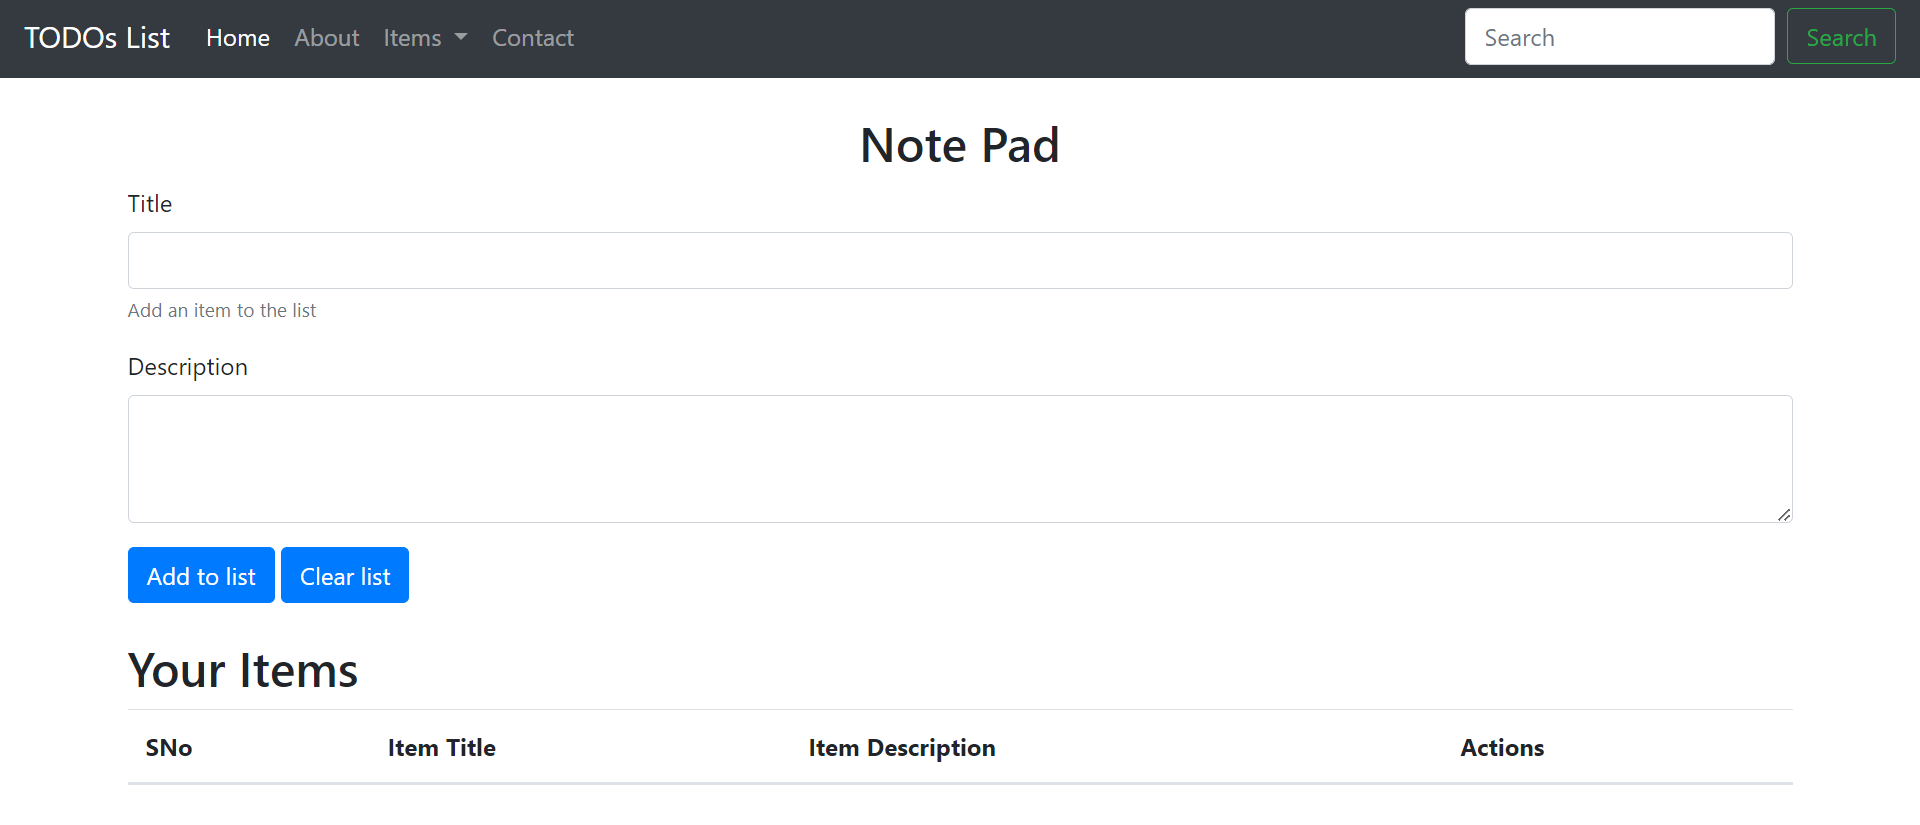 TODOs List Home About Items Contact Search Search
Note Pad
Title
Add an item to the list
Description
Add to list Clear list
Your Items
SNo Item Title Item Description Actions